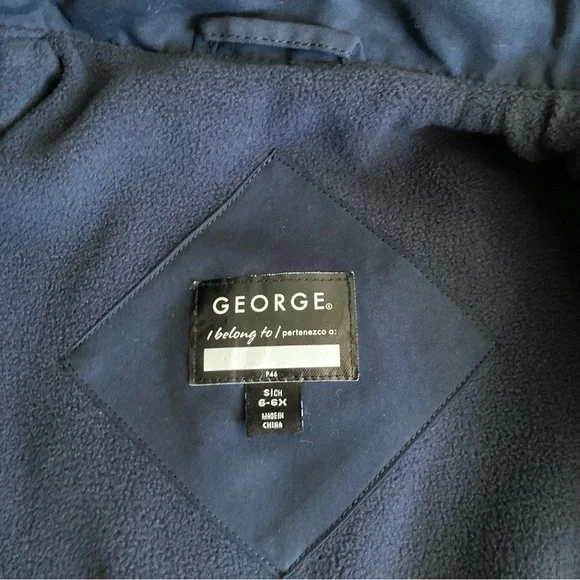 GEORGE®
I belong to / pertenezco a:
P46
S|CH
6-6X
MADE IN
CHINA